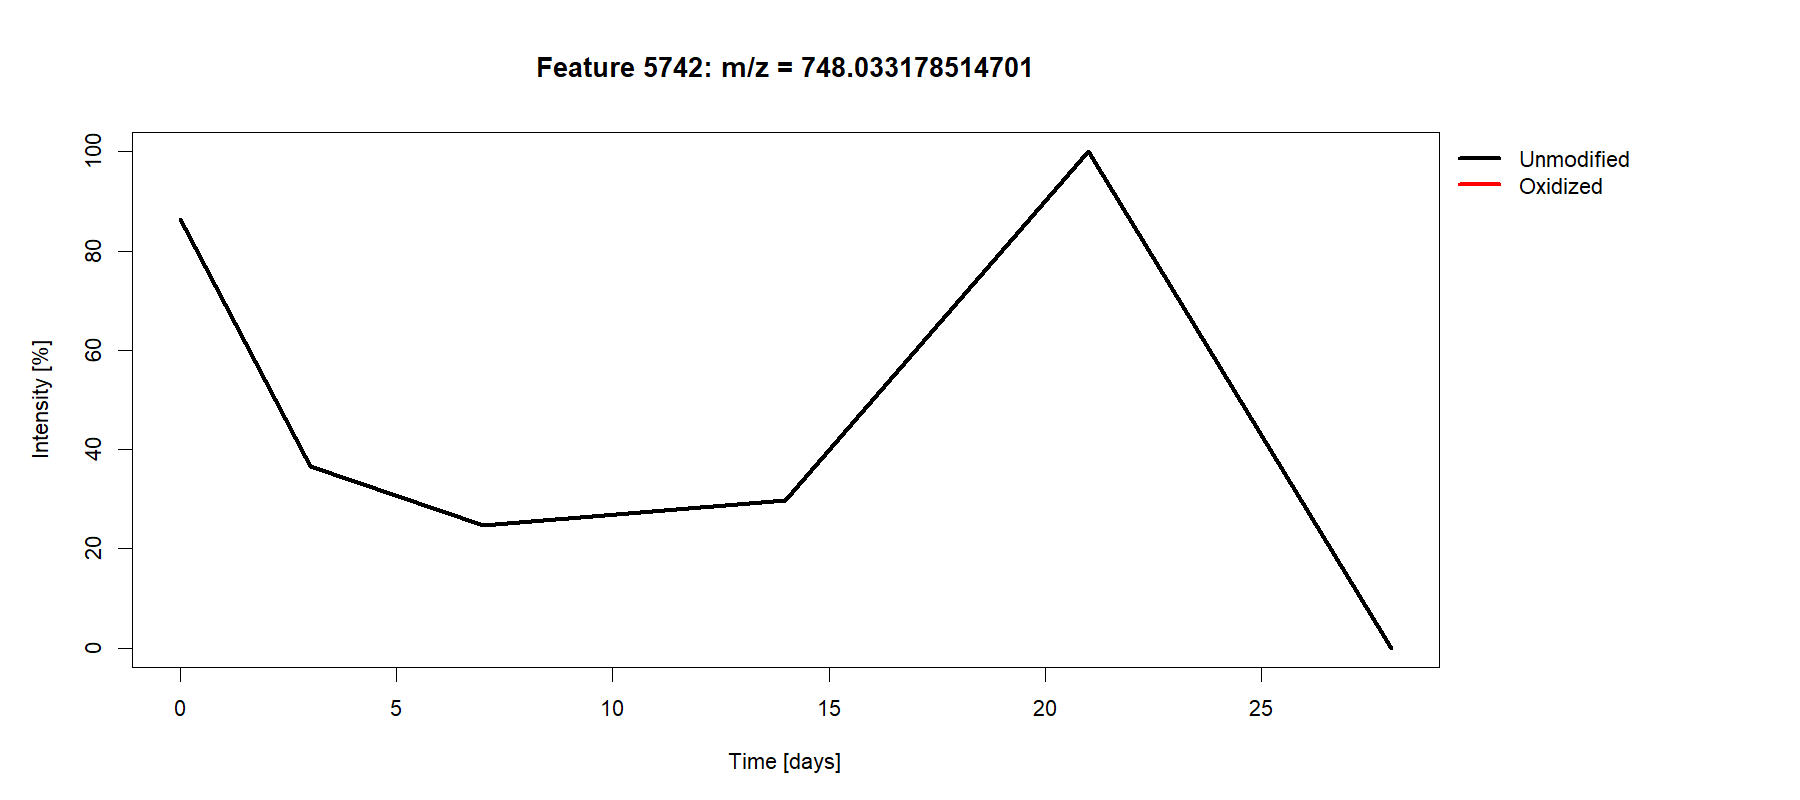 Feature 5742: m/z = 748.033178514701
Unmodified
Oxidized
Intensity [%]
100
80
60
40
20
0
0 5 10 15 20 25
Time [days]